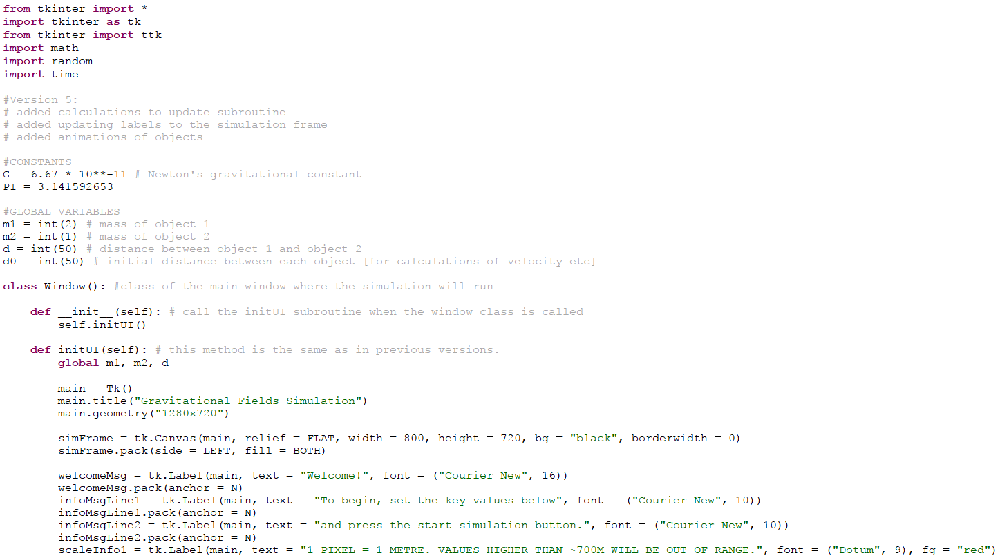 from tkinter import *
import tkinter as tk
from tkinter import ttk
import math
import random
import time
#Version 5:
# added calculations to update subroutine
# added updating labels to the simulation frame
# added animations of objects
#CONSTANTS
G = 6.67 * 10**-11 # Newton's gravitational constant
PI = 3.141592653
#GLOBAL VARIABLES
m1 = int(2) # mass of object 1
m2 = int(1) # mass of object 2
d = int(50) # distance between object 1 and object 2
d0 = int(50) # initial distance between each object [for calculations of velocity etc]
class Window(): #class of the main window where the simulation will run
def __init__(self): # call the initUI subroutine when the window class is called
self.initUI()
def initUI(self): # this method is the same as in previous versions.
global m1, m2, d
main = Tk()
main.title("Gravitational Fields Simulation")
main.geometry("1280x720")
simFrame = tk.Canvas(main, relief = FLAT, width = 800, height = 720, bg = "black", borderwidth = 0)
simFrame.pack(side = LEFT, fill = BOTH)
welcomeMsg = tk.Label(main, text = "Welcome!", font = ("Courier New", 16))
welcomeMsg.pack(anchor = N)
infoMsgLine1 = tk.Label(main, text = "To begin, set the key values below", font = ("Courier New", 10))
infoMsgLine1.pack(anchor = N)
infoMsgLine2 = tk.Label(main, text = "and press the start simulation button.", font = ("Courier New", 10))
infoMsgLine2.pack(anchor = N)
scaleInfo1 = tk.Label(main, text = "1 PIXEL = 1 METRE. VALUES HIGHER THAN ~700M WILL BE OUT OF RANGE.", font = ("Dotum", 9), fg = "red")